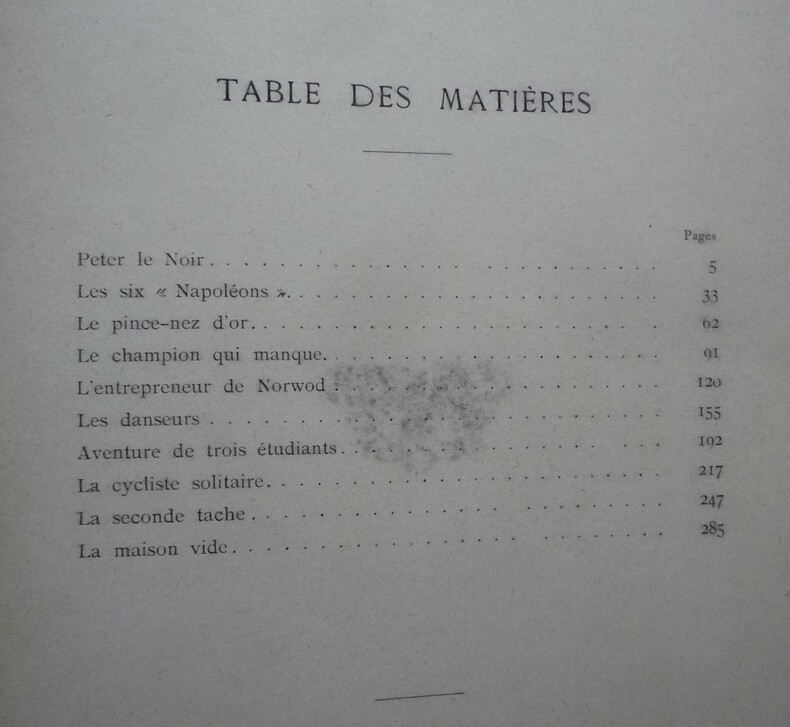 TABLE DES MATIÈRES
Pages
Peter le Noir. . . . . . . . . . . . . . . . . . . . 5
Les six « Napoléons ». . . . . . . . . . . . . . . . . . 33
Le pince-nez d'or. . . . . . . . . . . . . . . . . . . 62
Le champion qui manque. . . . . . . . . . . . . . . . 91
L'entrepreneur de Norwod : . . . . . . . . . . . . . . 120
Les danseurs . . . . . . . . . . . . . . . . . . . . 155
Aventure de trois étudiants. . . . . . . . . . . . . . . 192
La cycliste solitaire. . . . . . . . . . . . . . . . . . 217
La seconde tache . . . . . . . . . . . . . . . . . . . 247
La maison vide. . . . . . . . . . . . . . . . . . . . 285